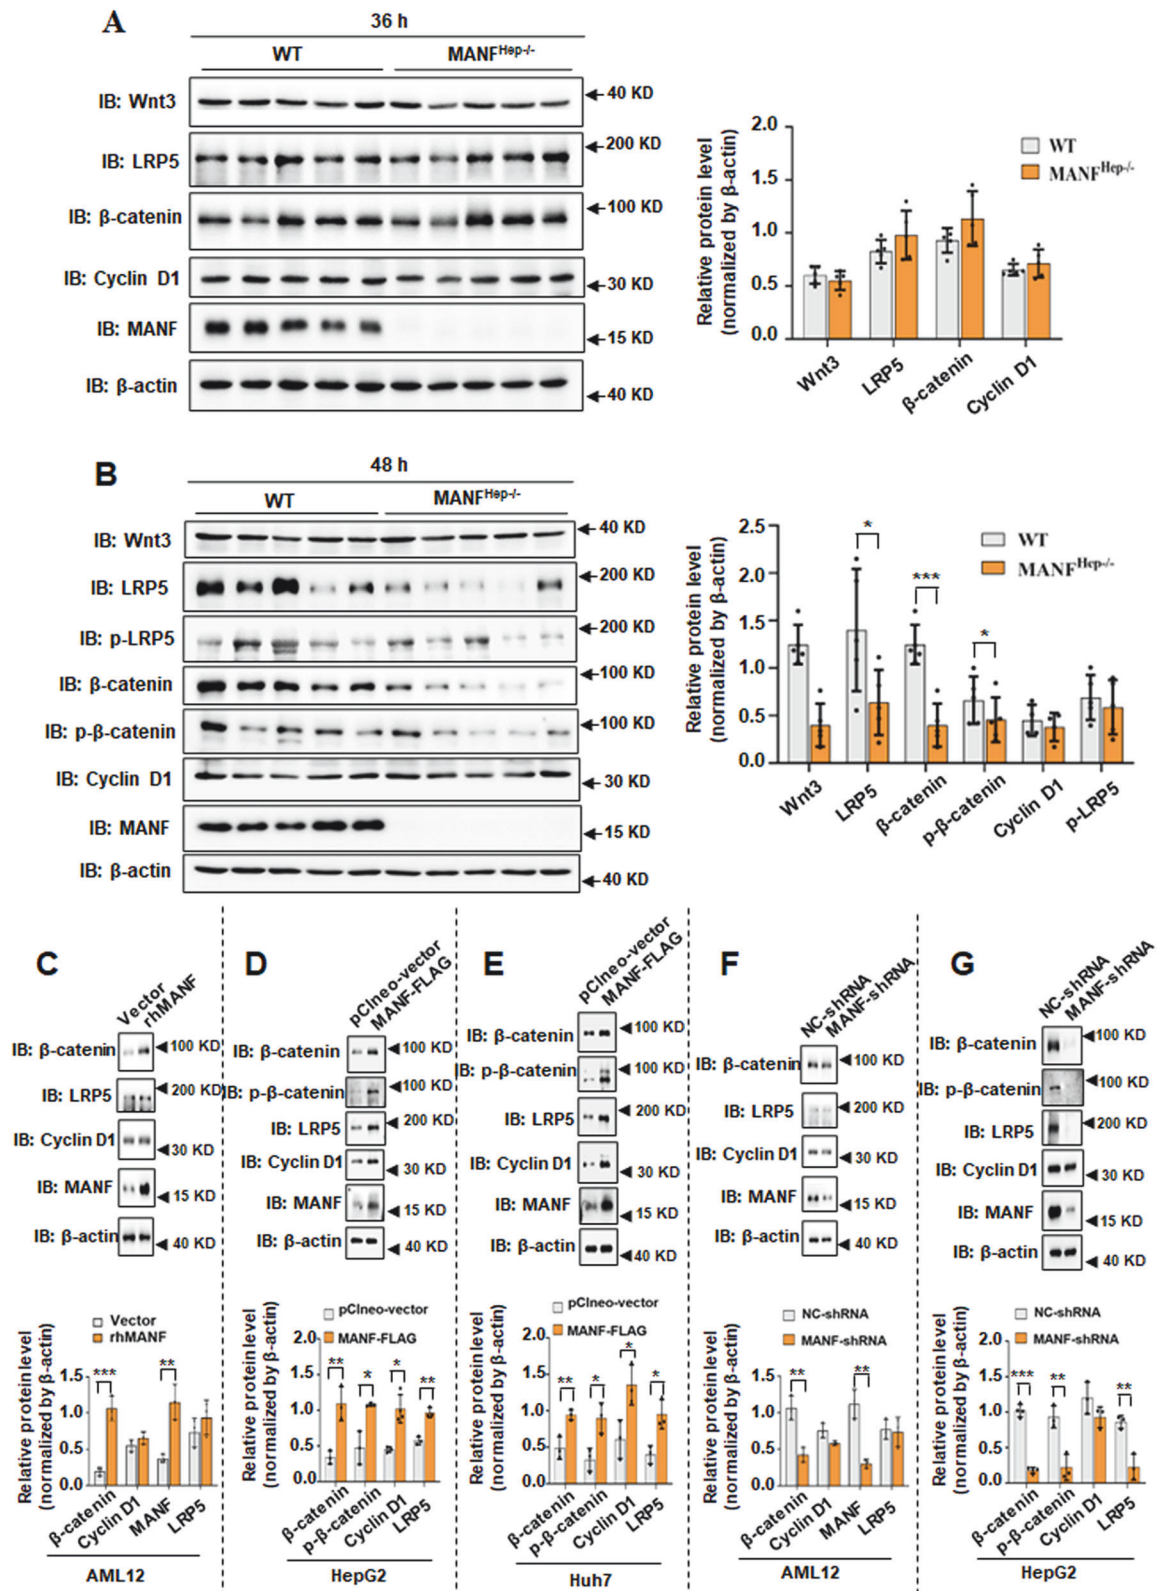 A
36 h
WT
MANFHep-/-
IB: Wnt3
40 KD
IB: LRP5
200 KD
IB: β-catenin
100 KD
IB: Cyclin D1
30 KD
IB: MANF
15 KD
IB: β-actin
40 KD
Relative protein level
(normalized by β-actin)
2.0
1.5
1.0
0.5
0.0
WT
MANFHep-/-
Wnt3
LRP5
β-catenin
Cyclin D1
B
48 h
WT
MANFHep-/-
IB: Wnt3
40 KD
IB: LRP5
200 KD
IB: p-LRP5
200 KD
IB: β-catenin
100 KD
IB: p-β-catenin
100 KD
IB: Cyclin D1
30 KD
IB: MANF
15 KD
IB: β-actin
40 KD
Relative protein level
(normalized by β-actin)
2.5
2.0
1.5
1.0
0.5
0.0
*
***
*
WT
MANFHep-/-
Wnt3
LRP5
β-catenin
p-β-catenin
Cyclin D1
p-LRP5
C
Vector
rhMANF
IB: β-catenin
100 KD
IB: LRP5
200 KD
IB: Cyclin D1
30 KD
IB: MANF
15 KD
IB: β-actin
40 KD
Relative protein level
(normalized by β-actin)
Vector
rhMANF
1.5
1.0
0.5
0.0
***
**
β-catenin
Cyclin D1
MANF
LRP5
AML12
D
pCIneo-vector
MANF-FLAG
IB: β-catenin
100 KD
IB: p-β-catenin
100 KD
IB: LRP5
200 KD
IB: Cyclin D1
30 KD
IB: MANF
15 KD
IB: β-actin
40 KD
Relative protein level
(normalized by β-actin)
pCIneo-vector
MANF-FLAG
2.0
1.5
1.0
0.5
0.0
**
*
*
**
β-catenin
p-β-catenin
Cyclin D1
LRP5
HepG2
E
pCIneo-vector
MANF-FLAG
IB: β-catenin
100 KD
IB: p-β-catenin
100 KD
IB: LRP5
200 KD
IB: Cyclin D1
30 KD
IB: MANF
15 KD
IB: β-actin
40 KD
Relative protein level
(normalized by β-actin)
pCIneo-vector
MANF-FLAG
2.0
1.5
1.0
0.5
0.0
**
*
*
*
β-catenin
p-β-catenin
Cyclin D1
LRP5
Huh7
F
NC-shRNA
MANF-shRNA
IB: β-catenin
100 KD
IB: LRP5
200 KD
IB: Cyclin D1
30 KD
IB: MANF
15 KD
IB: β-actin
40 KD
Relative protein level
(normalized by β-actin)
NC-shRNA
MANF-shRNA
1.5
1.0
0.5
0.0
**
**
β-catenin
Cyclin D1
MANF
LRP5
AML12
G
NC-shRNA
MANF-shRNA
IB: β-catenin
100 KD
IB: p-β-catenin
100 KD
IB: LRP5
200 KD
IB: Cyclin D1
30 KD
IB: MANF
15 KD
IB: β-actin
40 KD
Relative protein level
(normalized by β-actin)
NC-shRNA
MANF-shRNA
2.0
1.5
1.0
0.5
0.0
***
**
**
β-catenin
p-β-catenin
Cyclin D1
LRP5
HepG2